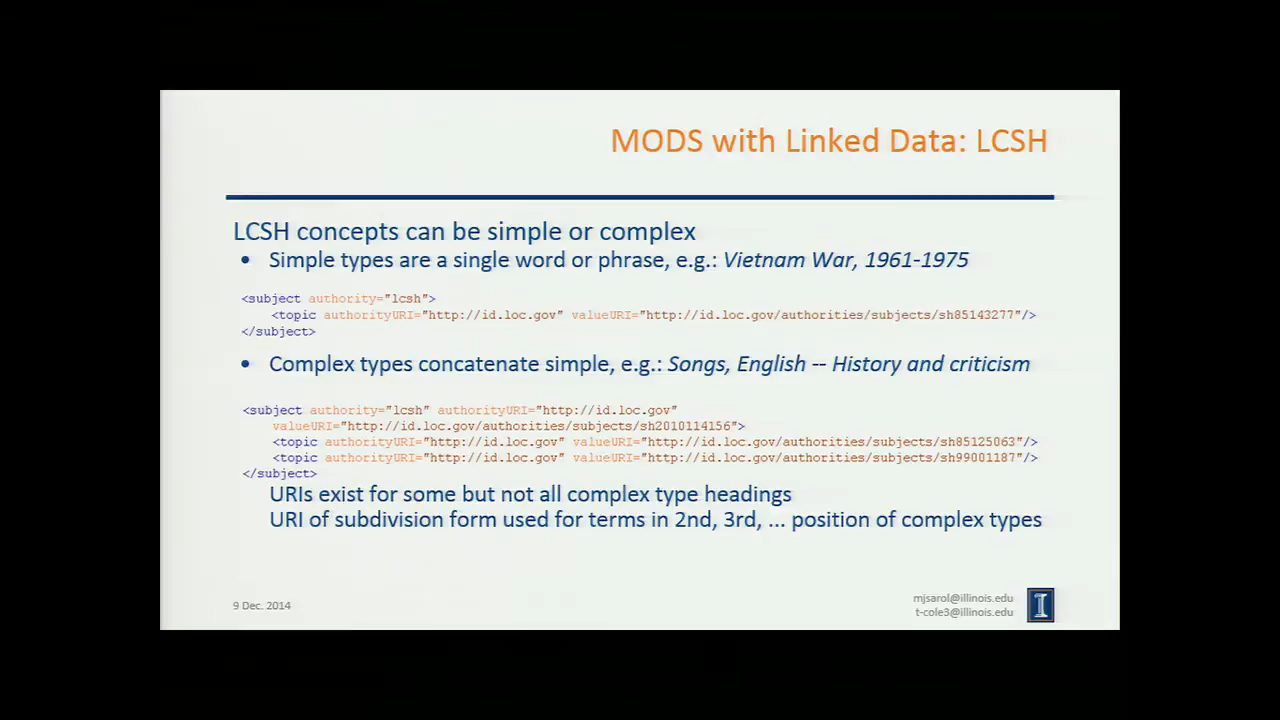 MODS with Linked Data: LCSH
LCSH concepts can be simple or complex
• Simple types are a single word or phrase, e.g.: Vietnam War, 1961-1975
<subject authority="lcsh">
<topic authorityURI="http://id.loc.gov" valueURI="http://id.loc.gov/authorities/subjects/sh85143277"/>
</subject>
• Complex types concatenate simple, e.g.: Songs, English -- History and criticism
<subject authority="lcsh" authorityURI="http://id.loc.gov"
valueURI="http://id.loc.gov/authorities/subjects/sh2010114156">
<topic authorityURI="http://id.loc.gov" valueURI="http://id.loc.gov/authorities/subjects/sh85125063"/>
<topic authorityURI="http://id.loc.gov" valueURI="http://id.loc.gov/authorities/subjects/sh99001187"/>
</subject>
URIs exist for some but not all complex type headings
URI of subdivision form used for terms in 2nd, 3rd, ... position of complex types
9 Dec. 2014
mjsarol@illinois.edu
t-cole3@illinois.edu
I